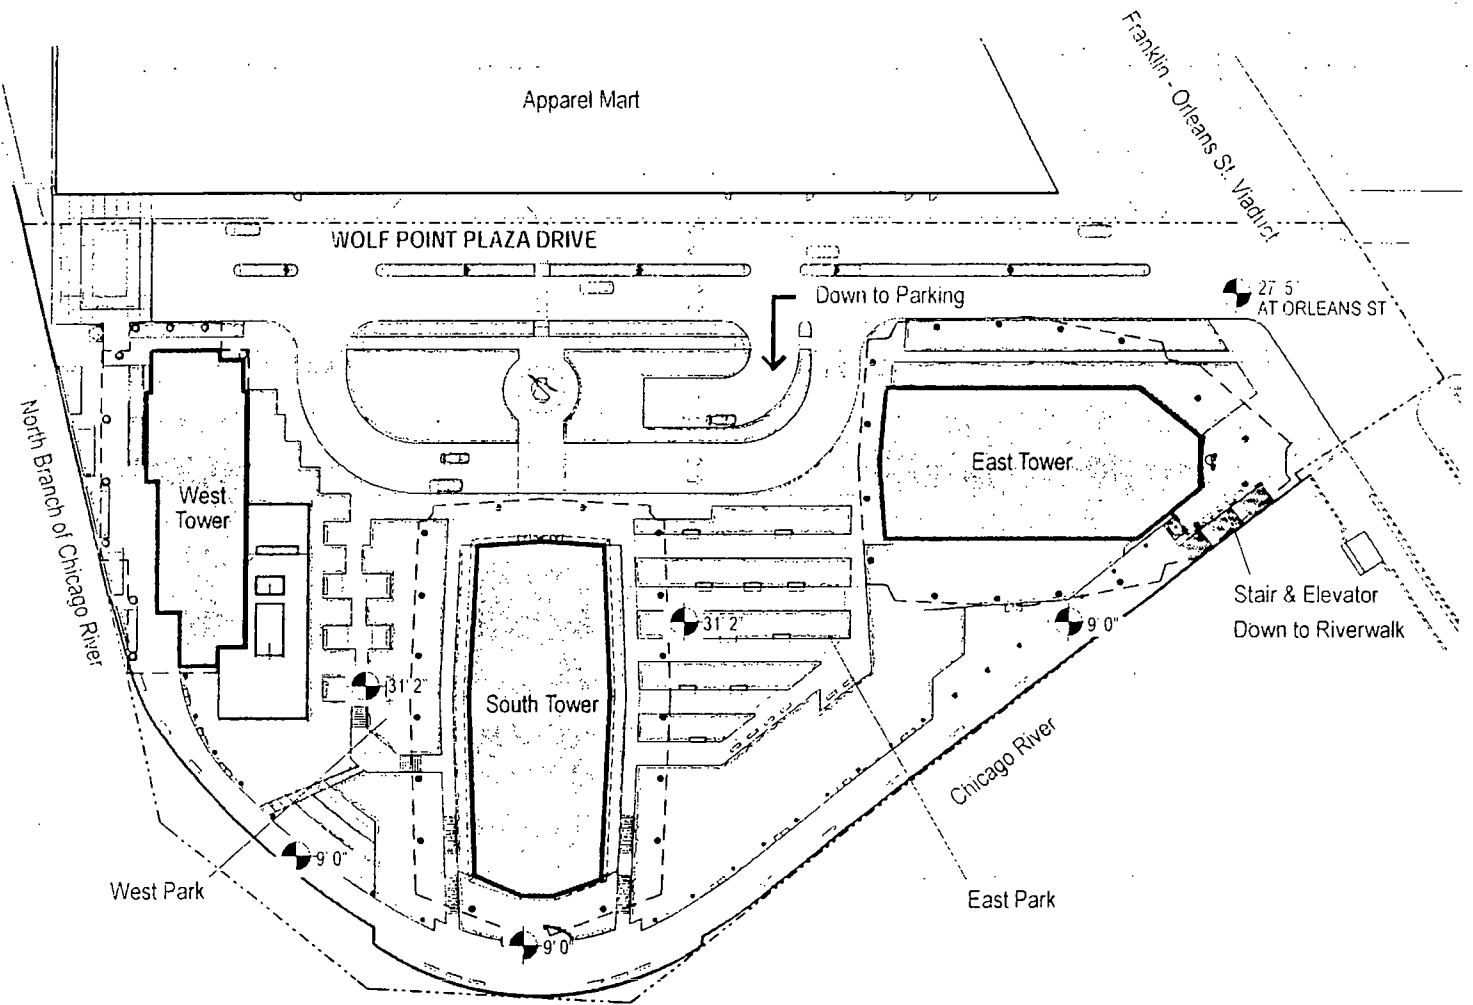 Apparel Mart
Franklin - Orleans St. Viaduct
WOLF POINT PLAZA DRIVE
Down to Parking
27' 5"
AT ORLEANS ST
North Branch of Chicago River
West
Tower
East Tower
Stair & Elevator
Down to Riverwalk
31' 2"
9' 0"
31' 2"
South Tower
Chicago River
9' 0"
West Park
East Park
9' 0"